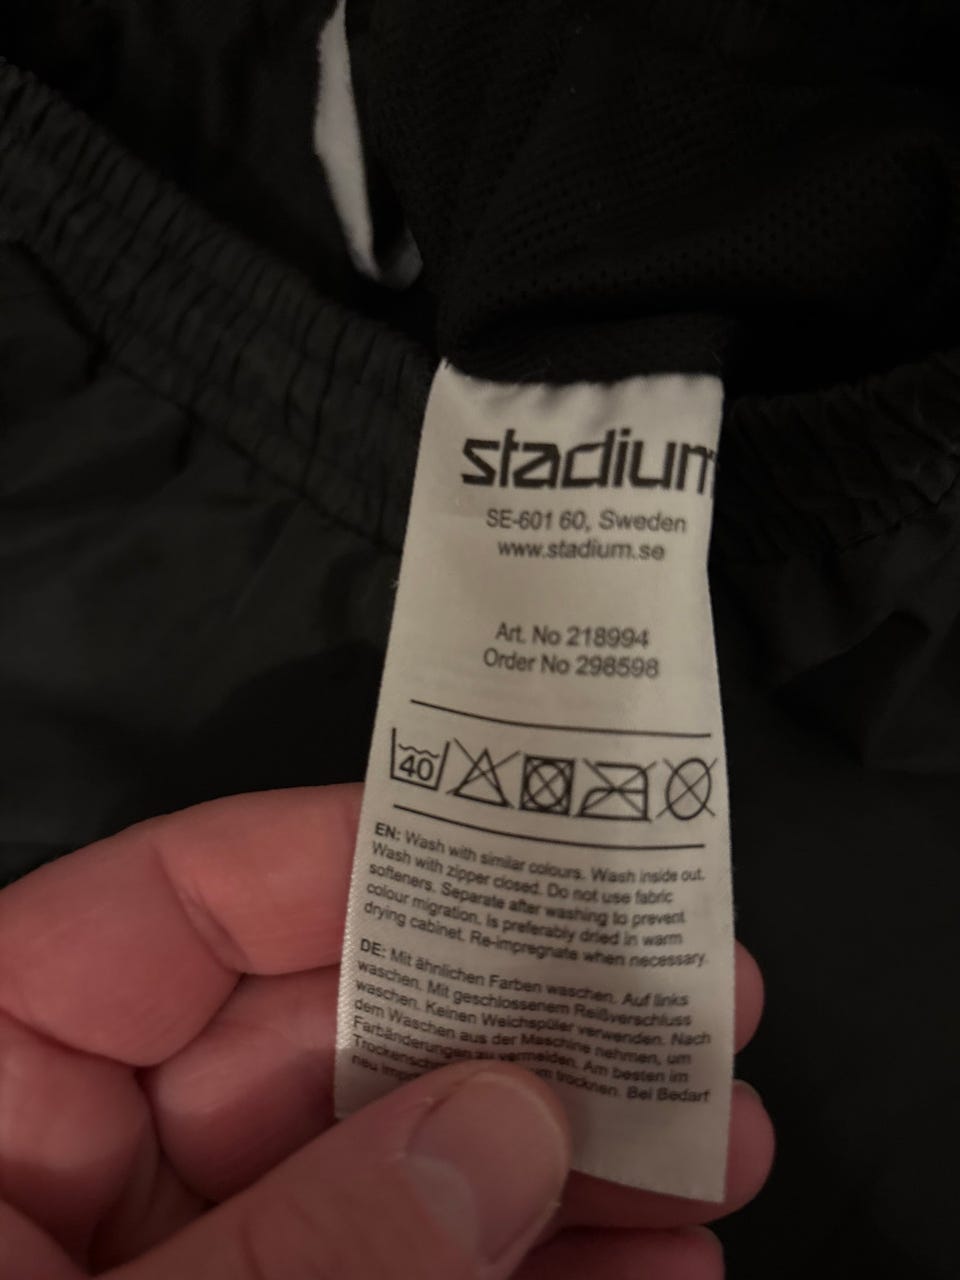 stadium
SE-601 60, Sweden
www.stadium.se
Art. No 218994
Order No 298598
40
EN: Wash with similar colours. Wash inside out.
Wash with zipper closed. Do not use fabric
softeners. Separate after washing to prevent
colour migration. Is preferably dried in warm
drying cabinet. Re-impregnate when necessary.
DE: Mit ähnlichen Farben waschen. Auf links
waschen. Mit geschlossenem Reißverschluss
waschen. Keinen Weichspüler verwenden. Nach
dem Waschen aus der Maschine nehmen, um
Farbänderungen zu vermeiden. Am besten im
trocknen. Bei Bedarf
neu